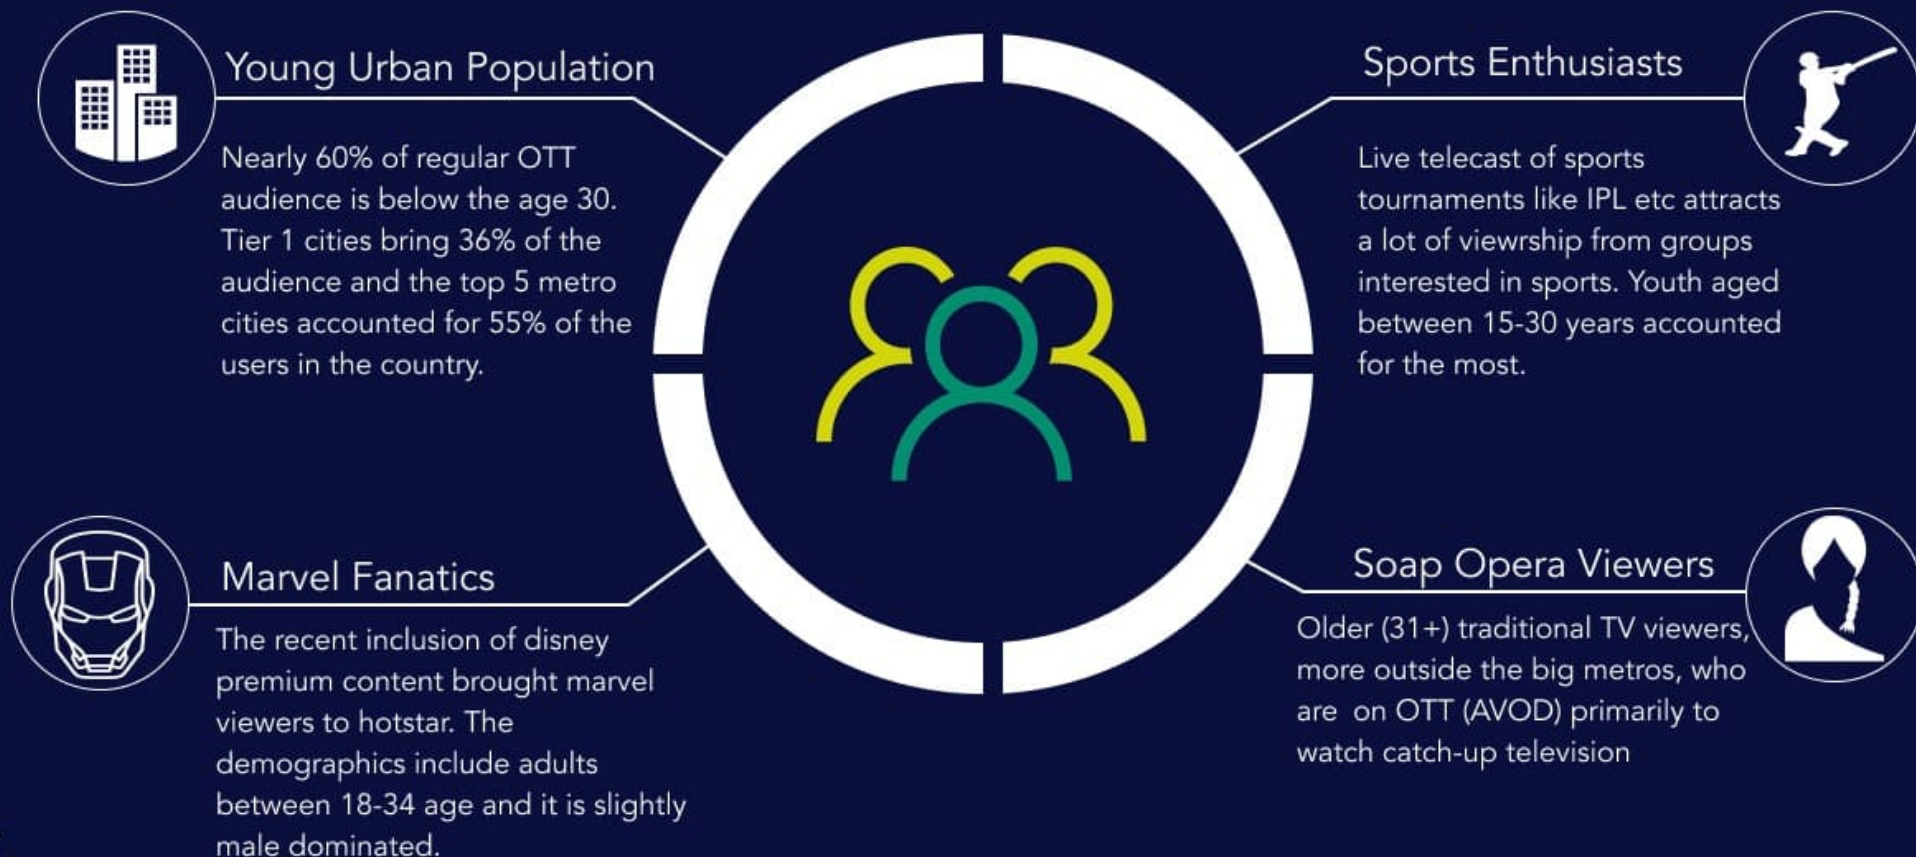 Young Urban Population
Nearly 60% of regular OTT
audience is below the age 30.
Tier 1 cities bring 36% of the
audience and the top 5 metro
cities accounted for 55% of the
users in the country.
Sports Enthusiasts
Live telecast of sports
tournaments like IPL etc attracts
a lot of viewrship from groups
interested in sports. Youth aged
between 15-30 years accounted
for the most.
Marvel Fanatics
The recent inclusion of disney
premium content brought marvel
viewers to hotstar. The
demographics include adults
between 18-34 age and it is slightly
male dominated.
Soap Opera Viewers
Older (31+) traditional TV viewers,
more outside the big metros, who
are on OTT (AVOD) primarily to
watch catch-up television